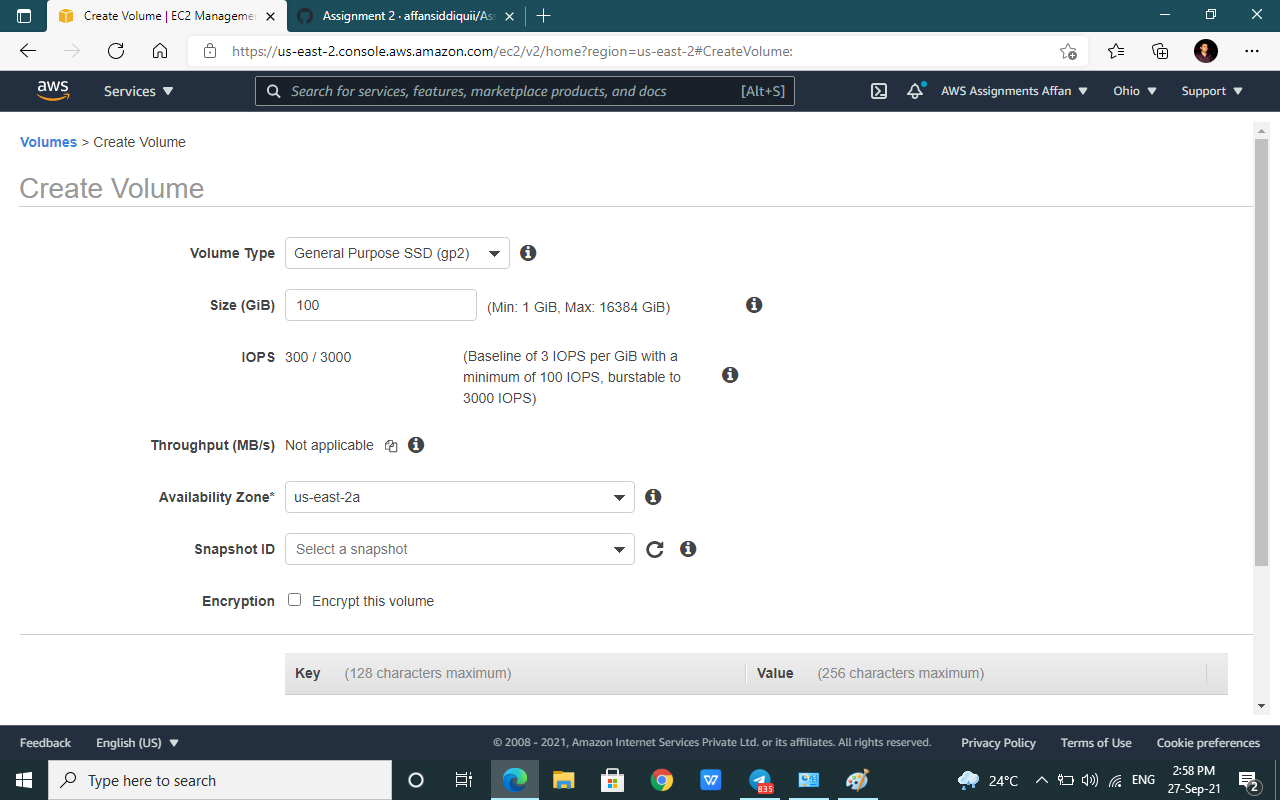 Create Volume | EC2 Managemen
Assignment 2 · affansiddiquii/Ass
https://us-east-2.console.aws.amazon.com/ec2/v2/home?region=us-east-2#CreateVolume:
aws
Services
Search for services, features, marketplace products, and docs
[Alt+S]
AWS Assignments Affan
Ohio
Support
Volumes > Create Volume
Create Volume
Volume Type
General Purpose SSD (gp2)
Size (GiB)
100
(Min: 1 GiB, Max: 16384 GiB)
IOPS
300 / 3000
(Baseline of 3 IOPS per GiB with a
minimum of 100 IOPS, burstable to
3000 IOPS)
Throughput (MB/s)
Not applicable
Availability Zone*
us-east-2a
Snapshot ID
Select a snapshot
Encryption
Encrypt this volume
Key (128 characters maximum)
Value (256 characters maximum)
Feedback
English (US)
© 2008 - 2021, Amazon Internet Services Private Ltd. or its affiliates. All rights reserved.
Privacy Policy
Terms of Use
Cookie preferences
Type here to search
835
24°C
ENG
2:58 PM
27-Sep-21
2